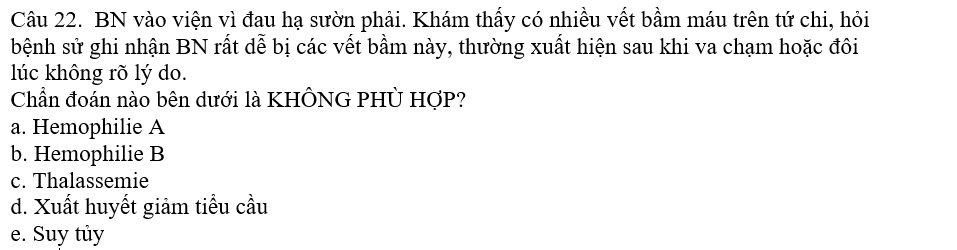 Câu 22.  BN vào viện vì đau hạ sườn phải. Khám thấy có nhiều vết bầm máu trên tứ chi, hỏi
bệnh sử ghi nhận BN rất dễ bị các vết bầm này, thường xuất hiện sau khi va chạm hoặc đôi
lúc không rõ lý do.
Chẩn đoán nào bên dưới là KHÔNG PHÙ HỢP?
a. Hemophilie A
b. Hemophilie B
c. Thalassemie
d. Xuất huyết giảm tiểu cầu
e. Suy tủy